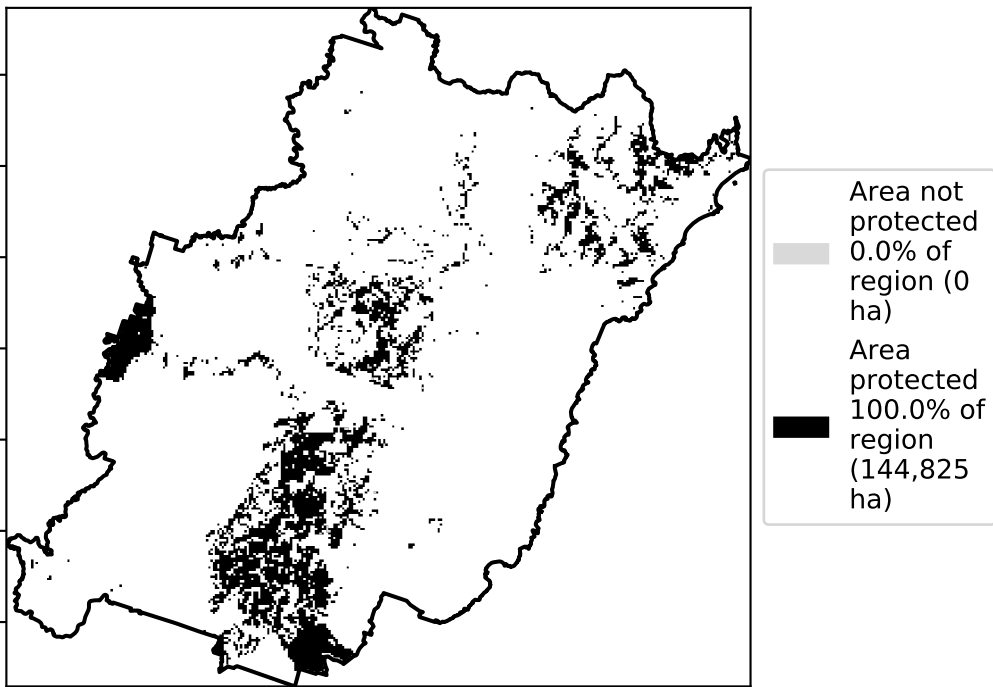 Area not
protected
0.0% of
region (0
ha)
Area
protected
100.0% of
region
(144,825
ha)